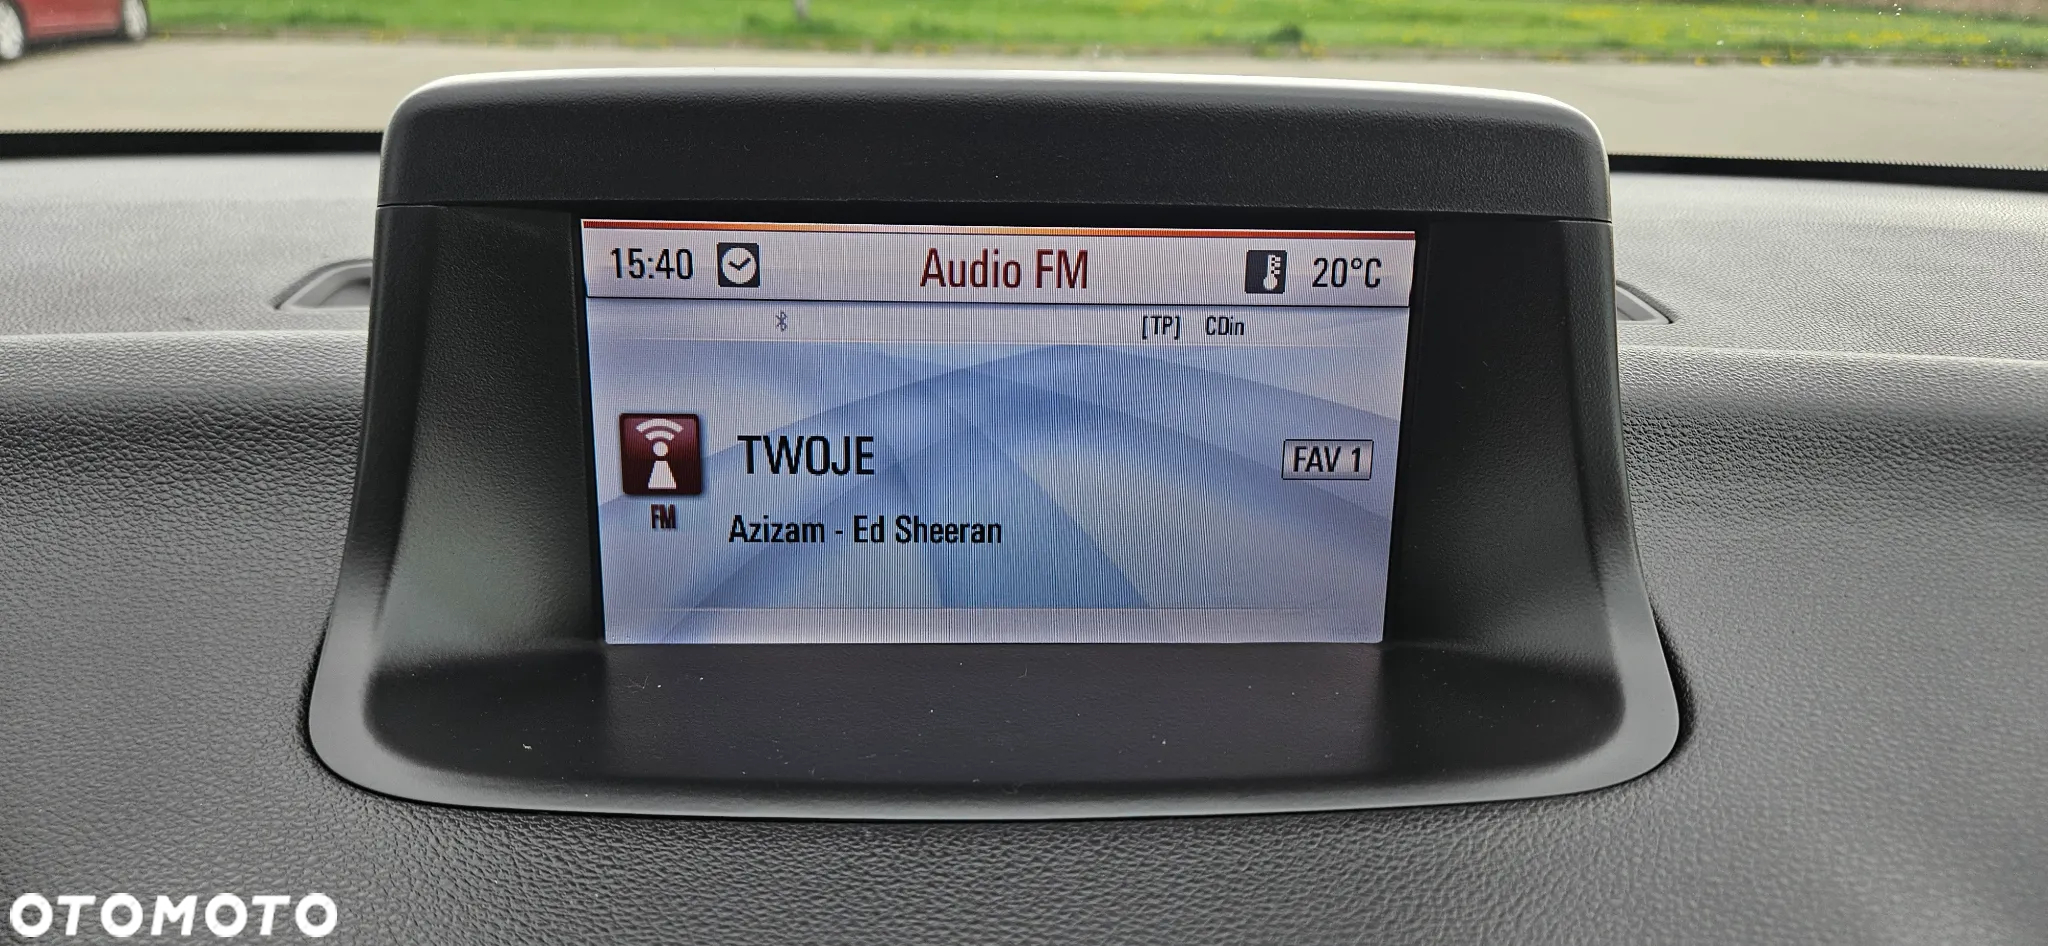 15:40 Audio FM 20°C
[TP] CDin
TWOJE FAV 1
FM
Azizam - Ed Sheeran
OTOMOTO